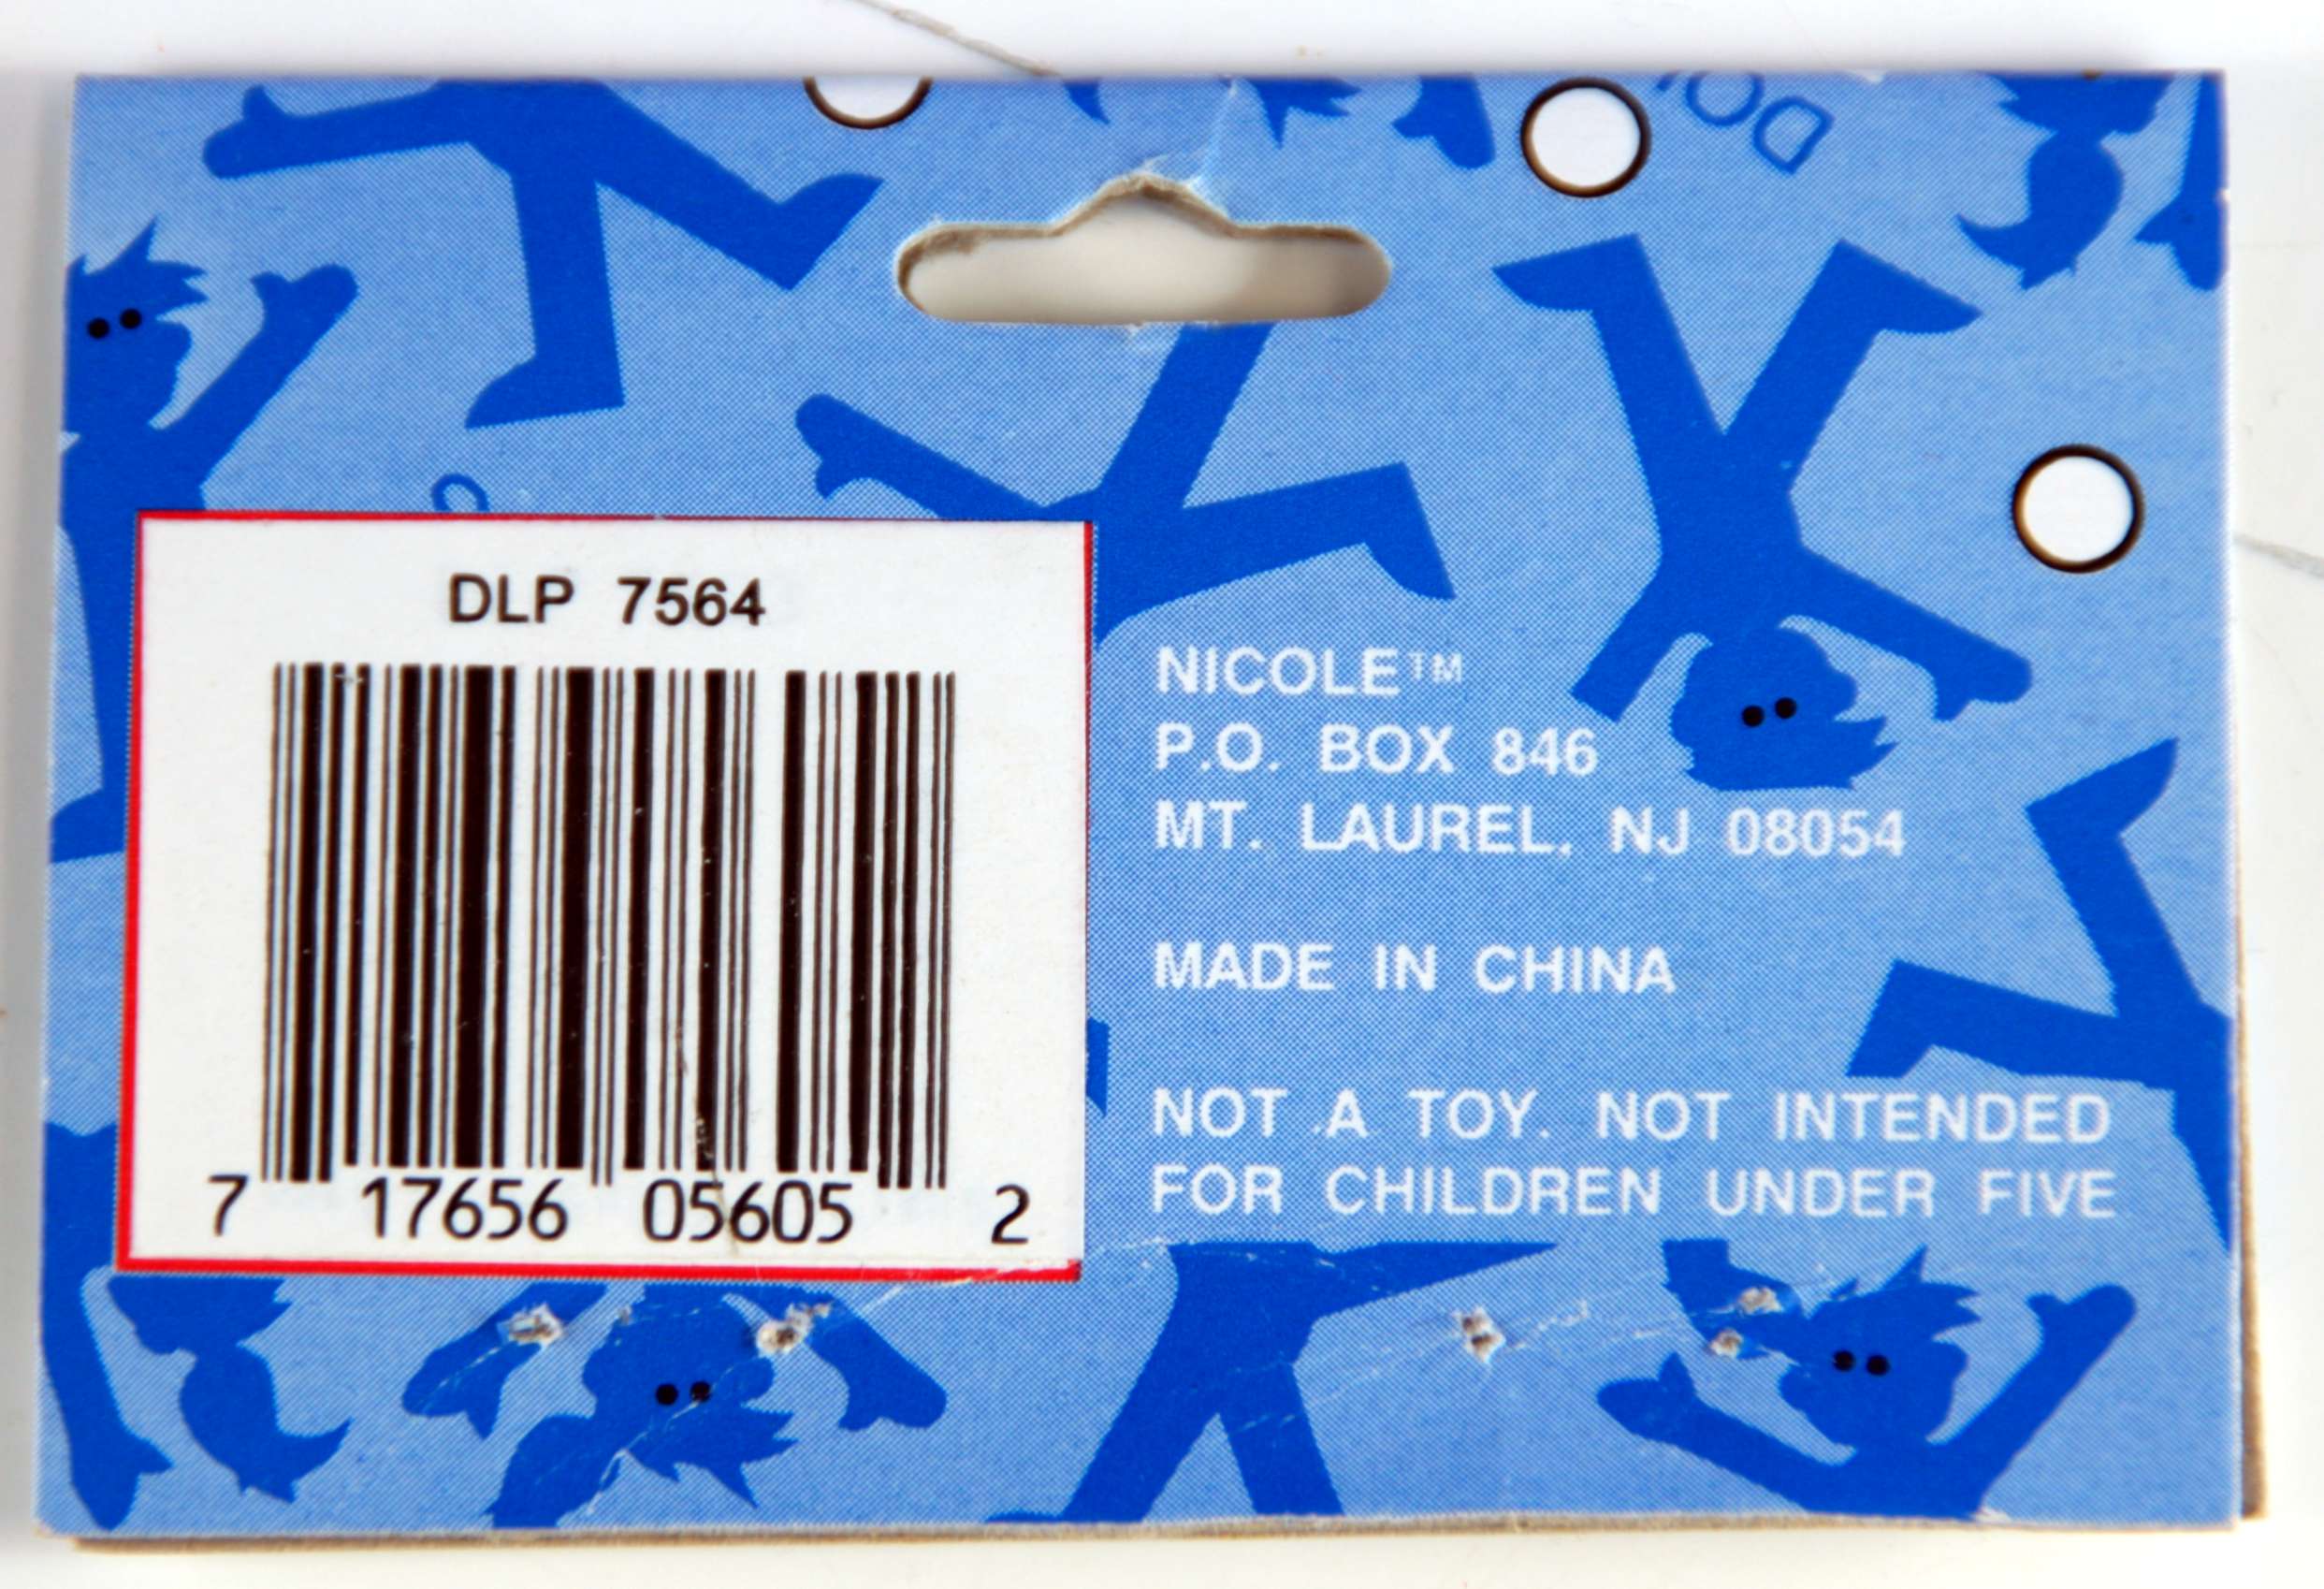 DLP 7564
7 17656 05605 2
NICOLE™
P.O. BOX 846
MT. LAUREL, NJ 08054
MADE IN CHINA
NOT A TOY. NOT INTENDED
FOR CHILDREN UNDER FIVE